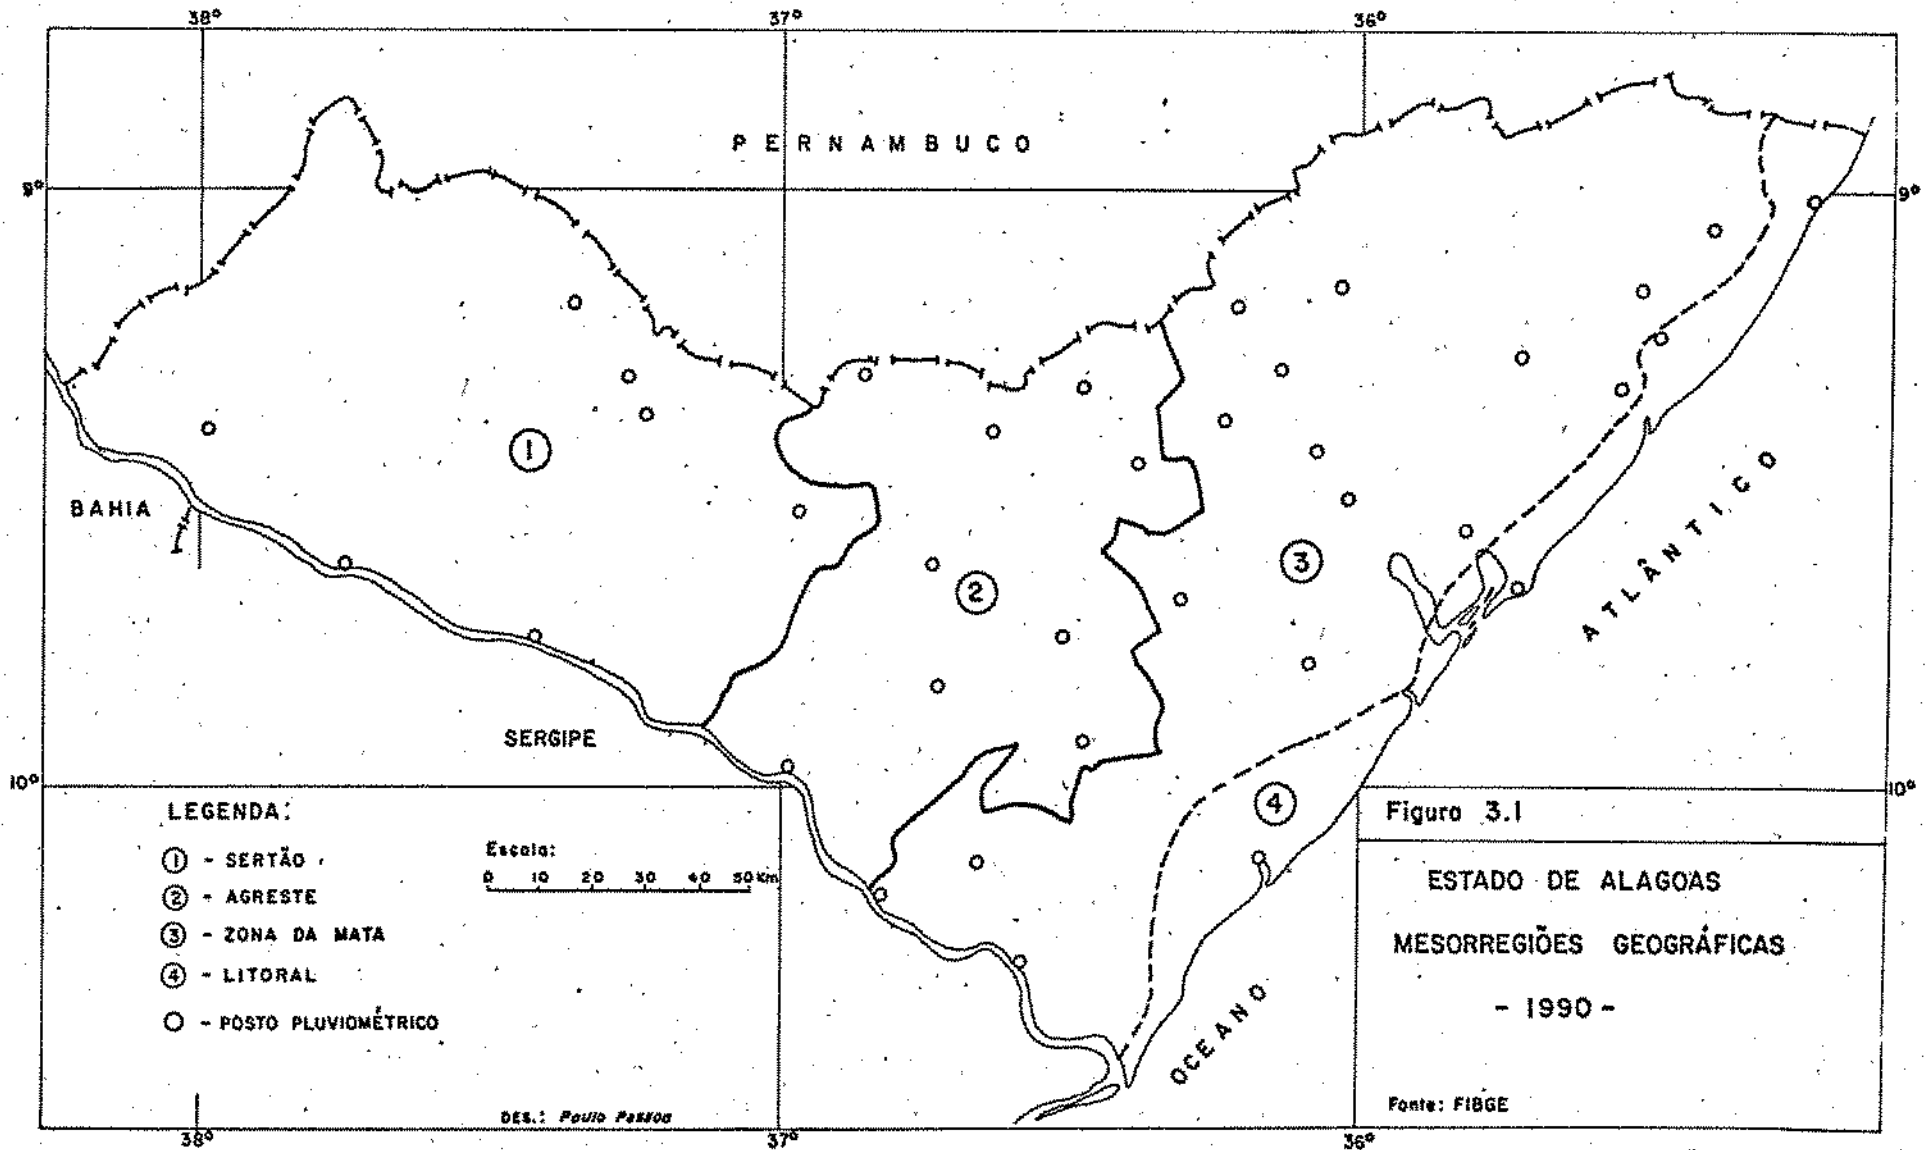 38° 37° 36°
PERNAMBUCO
9° 9°
1
BAHIA
ATLÂNTICO
3
2
SERGIPE
10° 10°
4
LEGENDA:
1 - SERTÃO
2 - AGRESTE
3 - ZONA DA MATA
4 - LITORAL
O - POSTO PLUVIOMÉTRICO
Escala:
0 10 20 30 40 50 Km
DES.: Paulo Passoa
OCEANO
Figura 3.1
ESTADO DE ALAGOAS
MESORREGIÕES GEOGRÁFICAS
- 1990 -
Fonte: FIBGE
38° 37° 36°